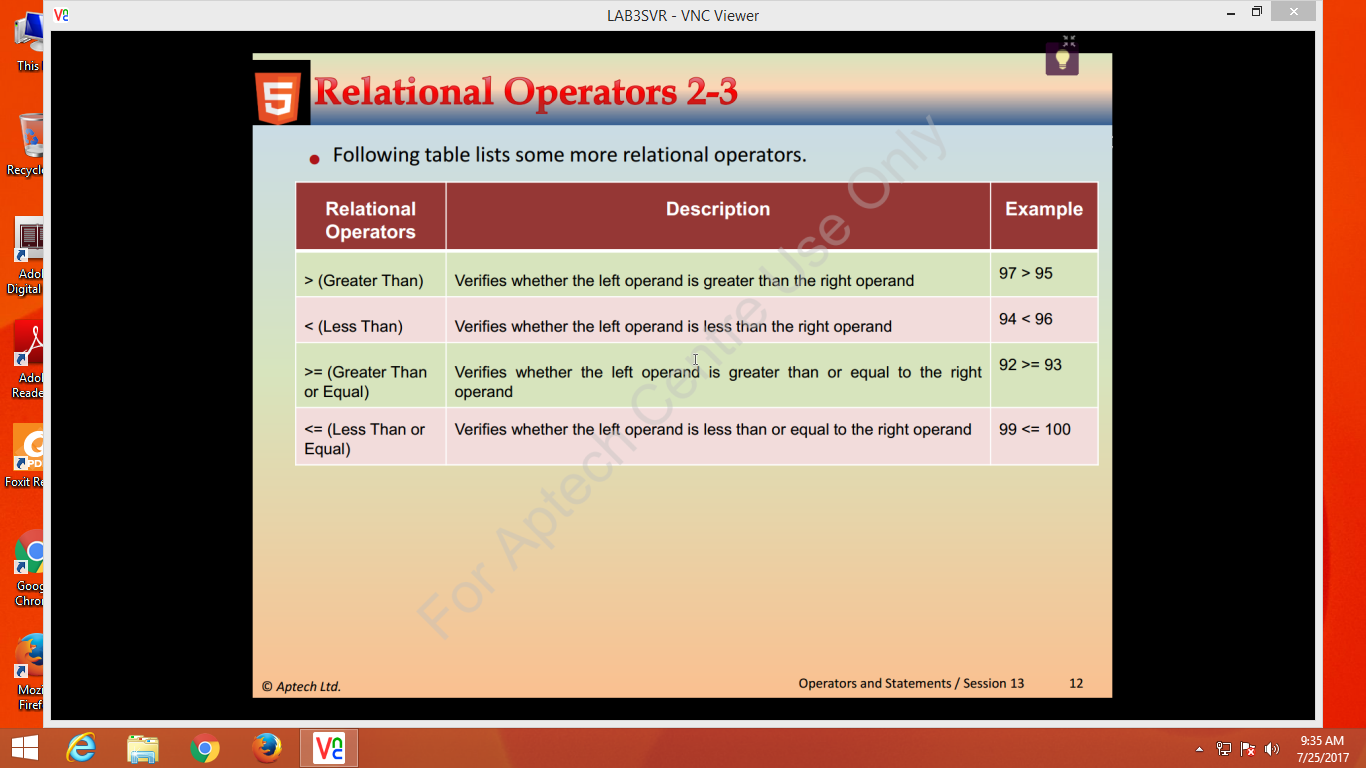 LAB3SVR - VNC Viewer
This
Recycle
Adol
Digital
Adol
Reade
Foxit Re
Goog
Chror
Mozi
Firef
5
Relational Operators 2-3
Following table lists some more relational operators.
Relational
Operators
Description
Example
> (Greater Than)
Verifies whether the left operand is greater than the right operand
97 > 95
< (Less Than)
Verifies whether the left operand is less than the right operand
94 < 96
>= (Greater Than
or Equal)
Verifies whether the left operand is greater than or equal to the right
operand
92 >= 93
<= (Less Than or
Equal)
Verifies whether the left operand is less than or equal to the right operand
99 <= 100
For Aptech Centre Use Only
© Aptech Ltd.
Operators and Statements / Session 13
12
9:35 AM
7/25/2017